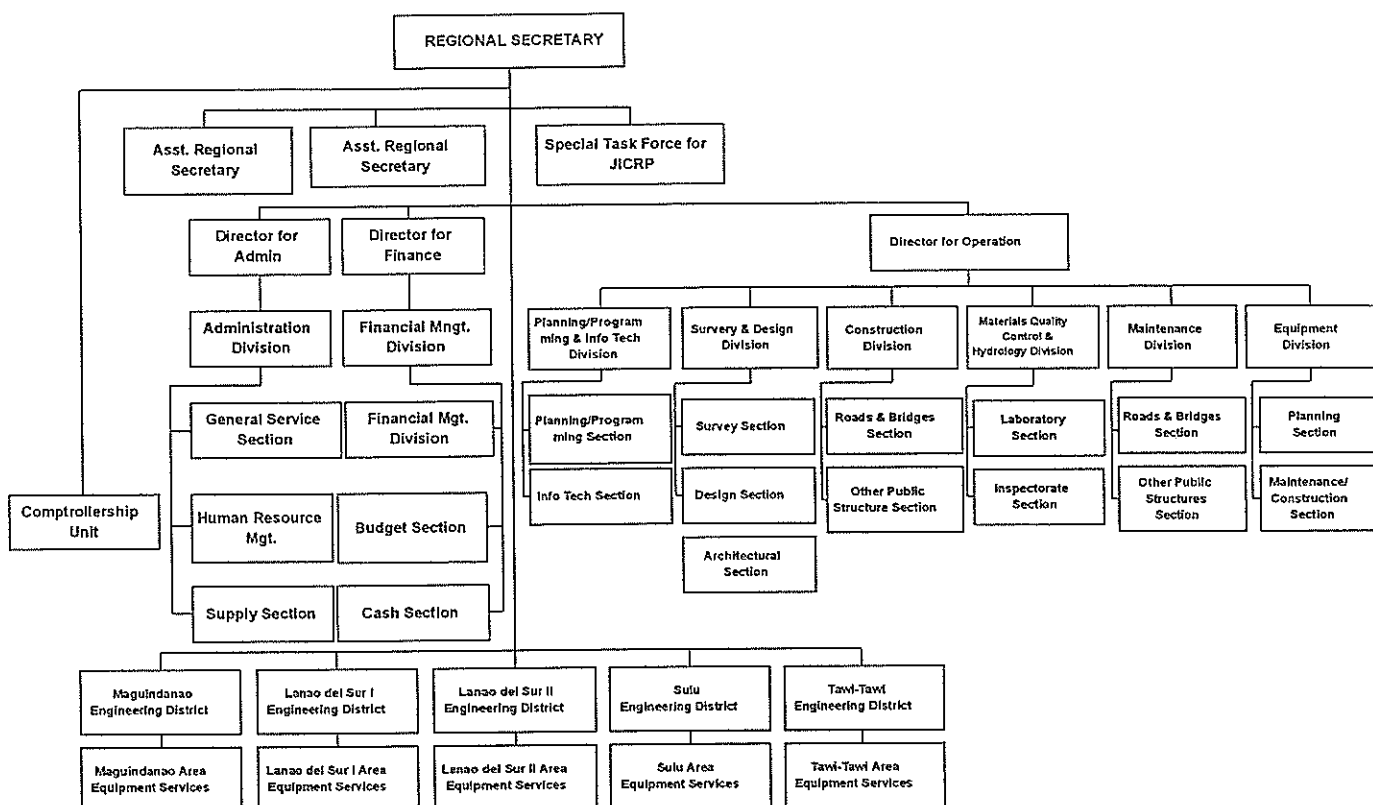 REGIONAL SECRETARY
Asst. Regional
Secretary
Asst. Regional
Secretary
Special Task Force for
JICRP
Director for
Admin
Director for
Finance
Director for Operation
Administration
Division
Financial Mngt.
Division
Planning/Program
ming & Info Tech
Division
Survery & Design
Division
Construction
Division
Materials Quality
Control &
Hydrology Division
Maintenance
Division
Equipment
Division
General Service
Section
Financial Mgt.
Division
Planning/Program
ming Section
Survey Section
Roads & Bridges
Section
Laboratory
Section
Roads & Bridges
Section
Planning
Section
Comptrollership
Unit
Human Resource
Mgt.
Budget Section
Info Tech Section
Design Section
Other Public
Structure Section
Inspectorate
Section
Other Public
Structures
Section
Maintenance/
Construction
Section
Architectural
Section
Supply Section
Cash Section
Maguindanao
Engineering District
Lanao del Sur I
Engineering District
Lanao del Sur II
Engineering District
Sulu
Engineering District
Tawi-Tawi
Engineering District
Maguindanao Area
Equipment Services
Lanao del Sur I Area
Equipment Services
Lanao del Sur II Area
Equipment Services
Sulu Area
Equipment Services
Tawi-Tawi Area
Equipment Services